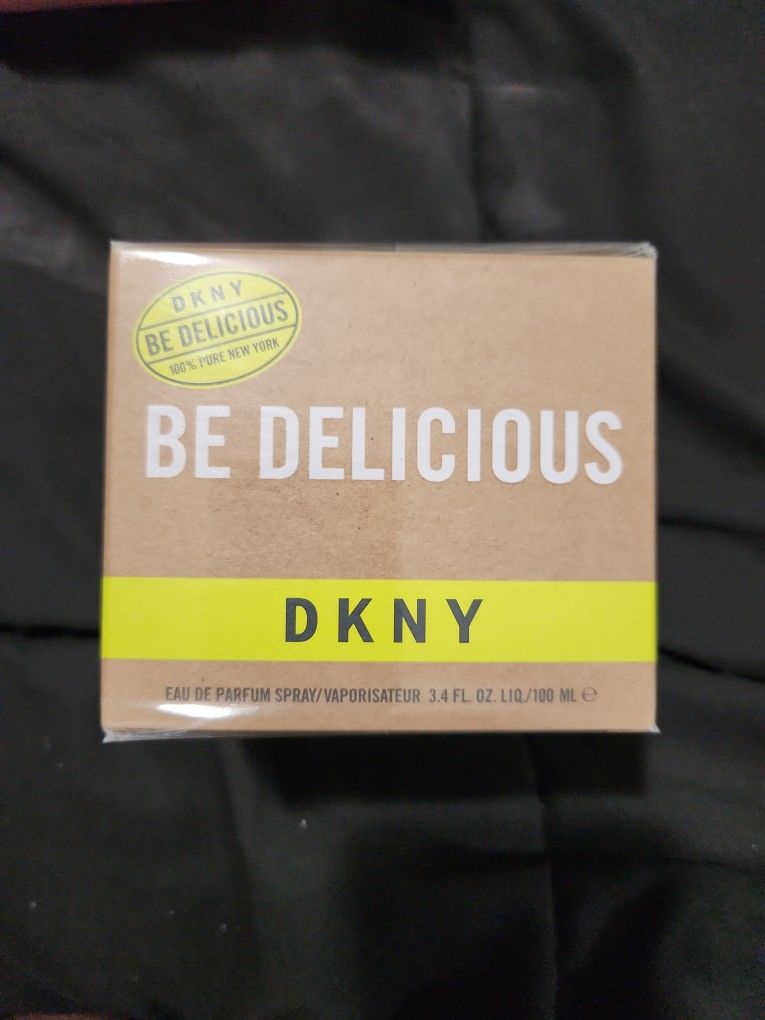 DKNY
BE DELICIOUS
100% PURE NEW YORK
BE DELICIOUS
DKNY
EAU DE PARFUM SPRAY/VAPORISATEUR 3.4 FL. OZ. LIQ./100 ML ℮